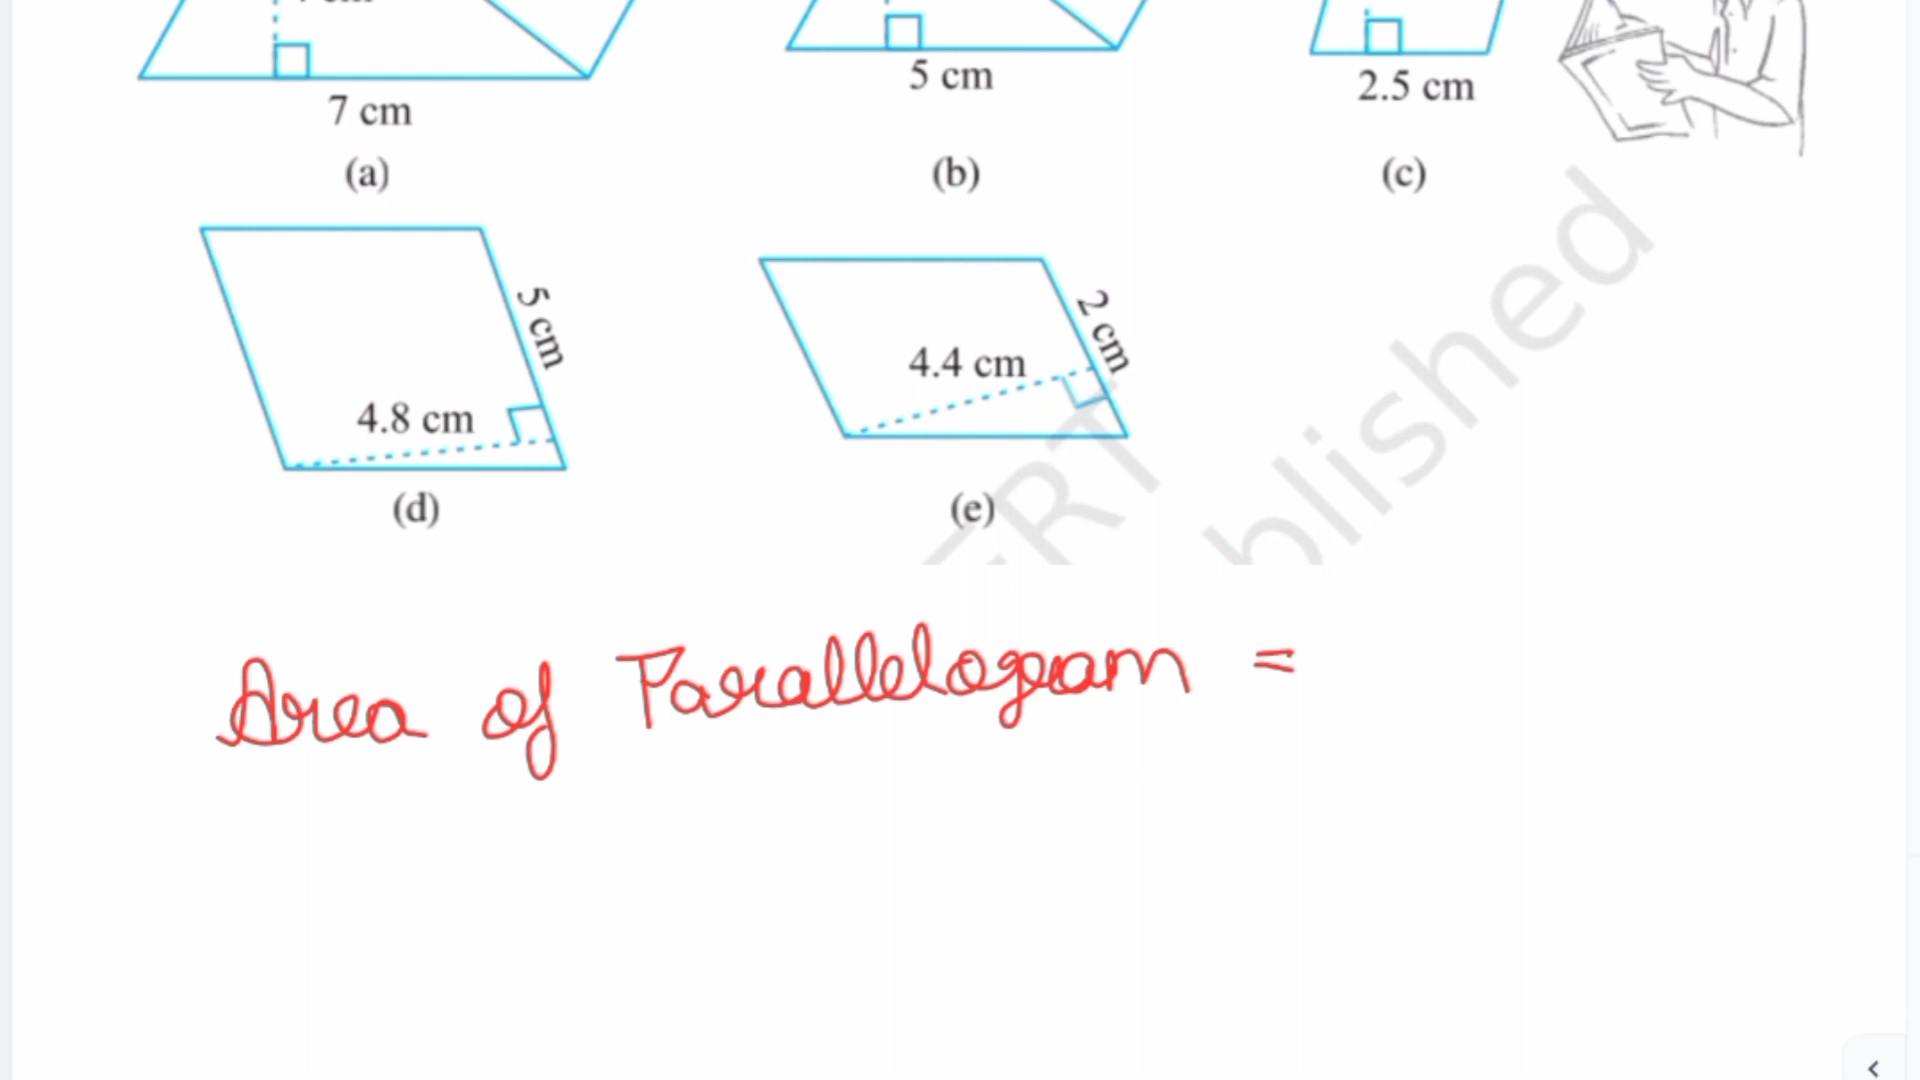 7 cm
5 cm
2.5 cm
(a)
(b)
(c)
5 cm
4.8 cm
2 cm
4.4 cm
(d)
(e)
blished
Area of Parallelogram =